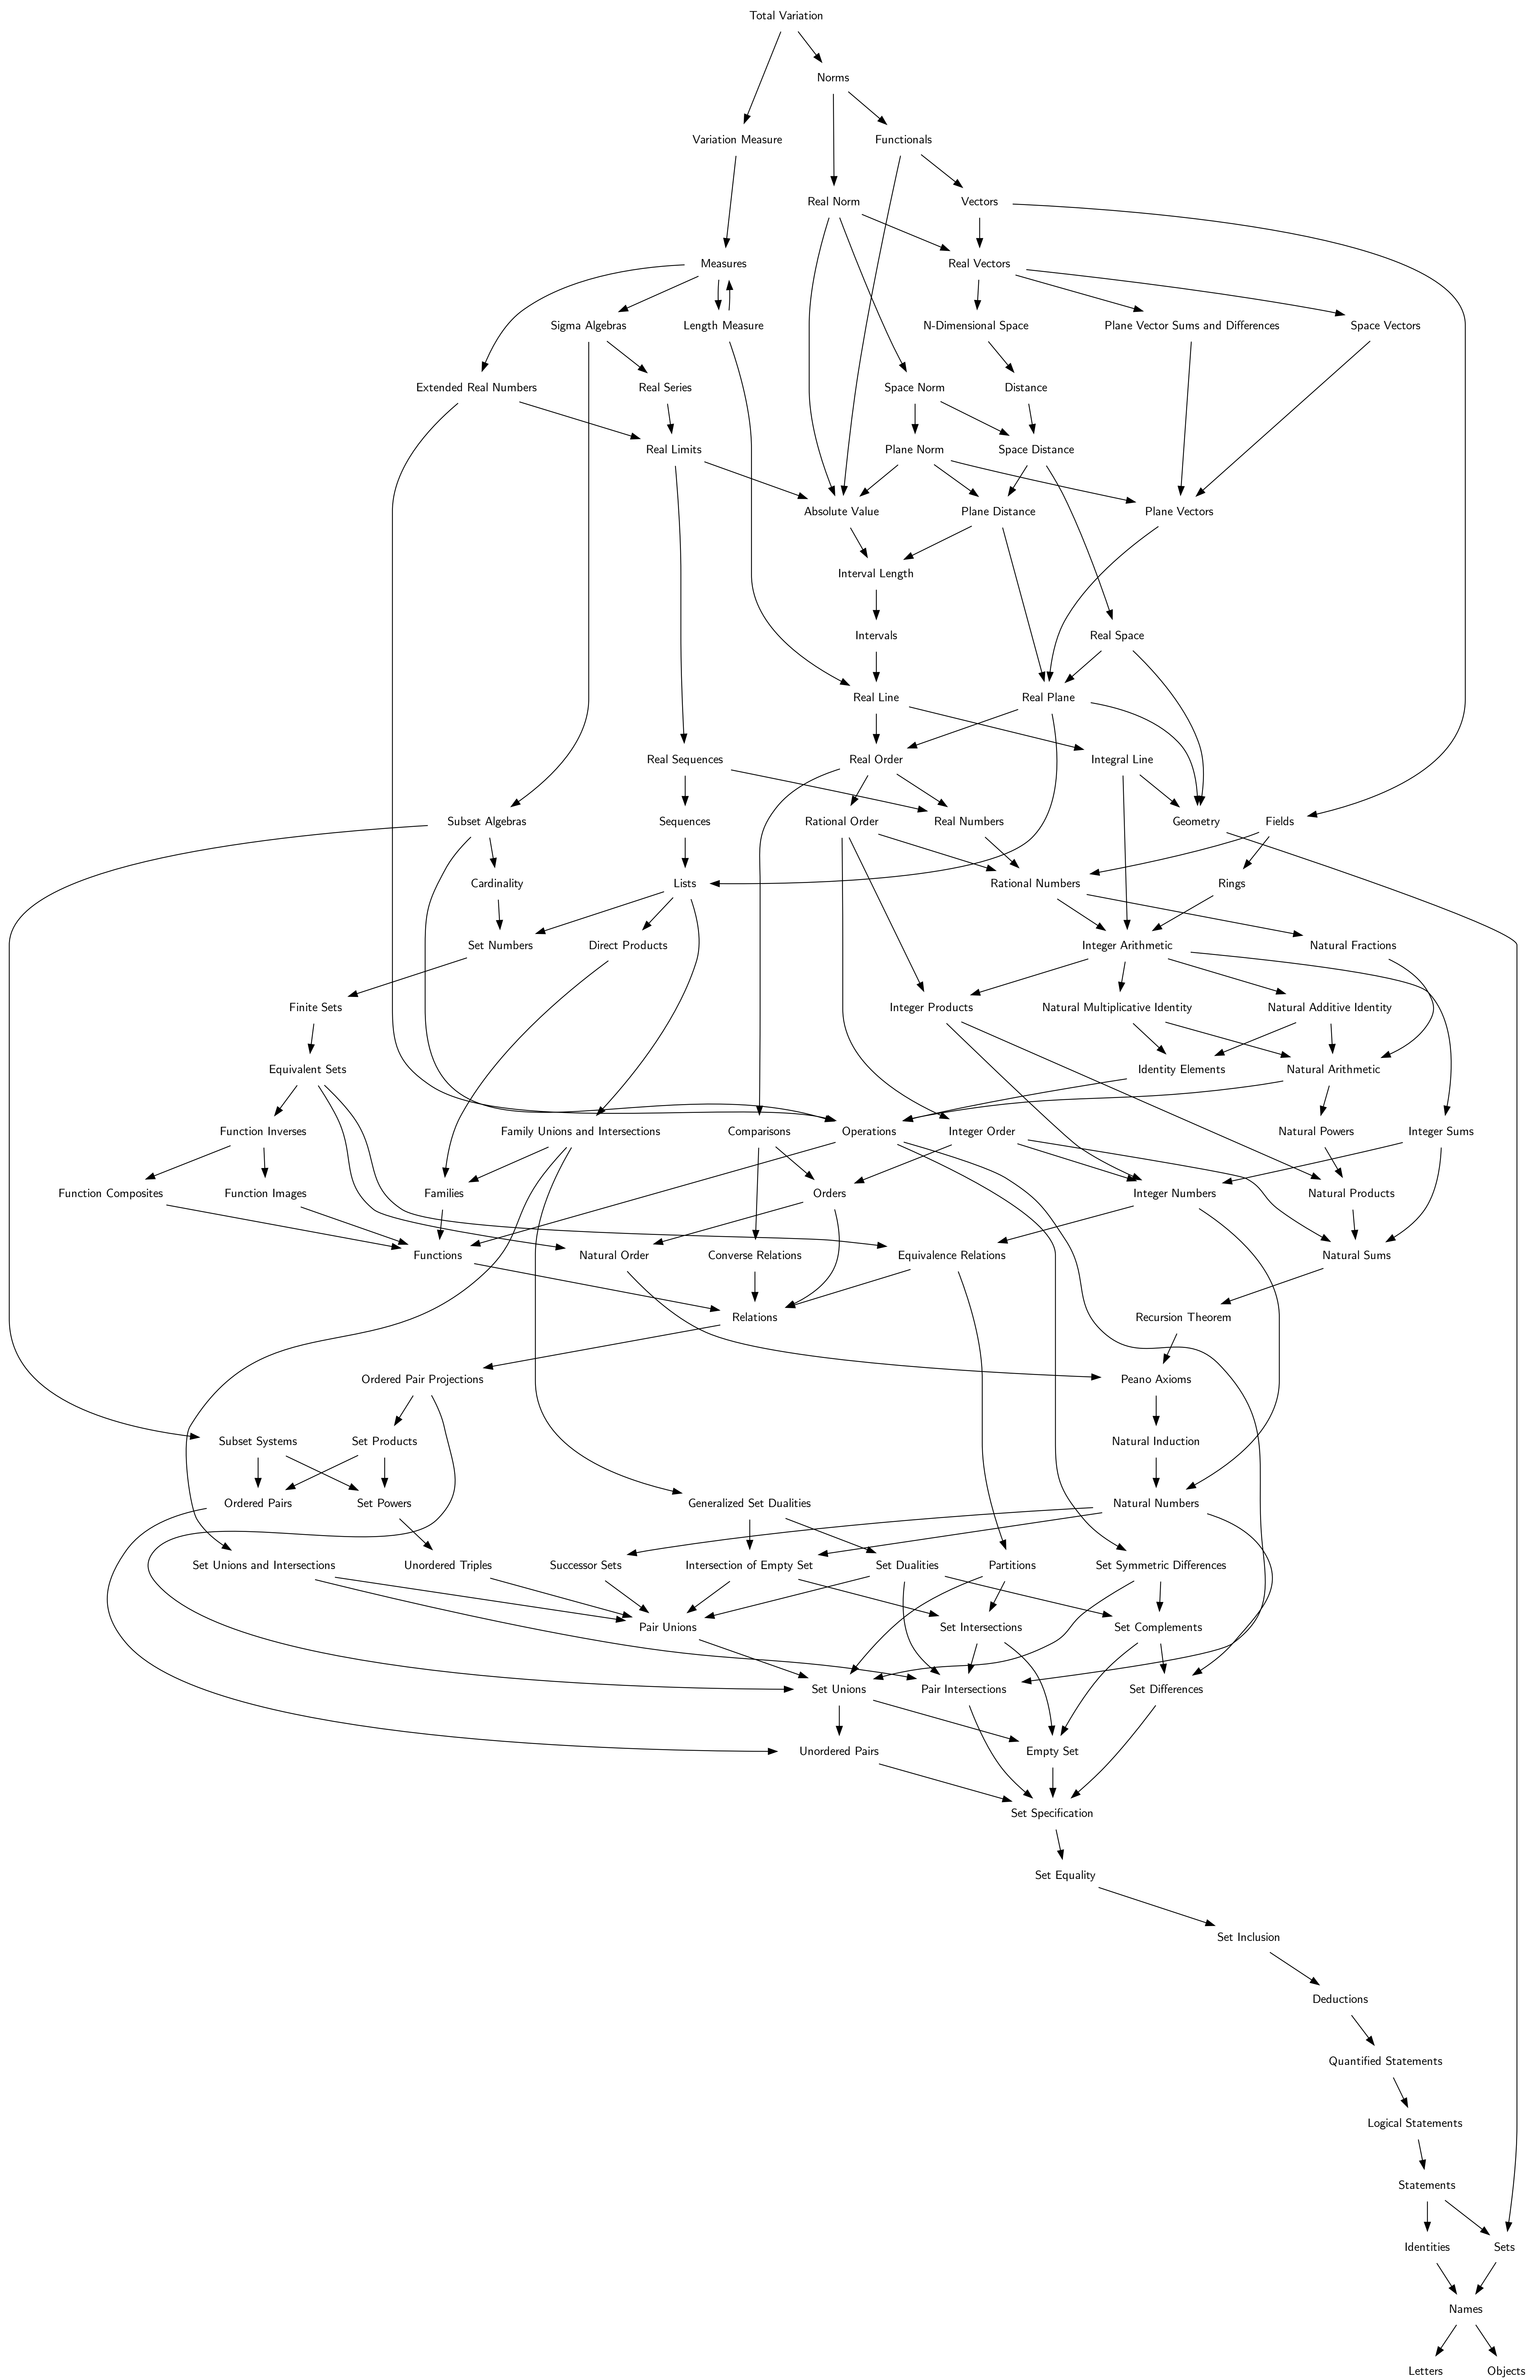 Total Variation
Norms
Variation Measure
Functionals
Real Norm
Vectors
Measures
Real Vectors
Sigma Algebras
Length Measure
N-Dimensional Space
Plane Vector Sums and Differences
Space Vectors
Extended Real Numbers
Real Series
Space Norm
Distance
Real Limits
Plane Norm
Space Distance
Absolute Value
Plane Distance
Plane Vectors
Interval Length
Intervals
Real Space
Real Line
Real Plane
Real Sequences
Real Order
Integral Line
Subset Algebras
Sequences
Rational Order
Real Numbers
Geometry
Fields
Cardinality
Lists
Rational Numbers
Rings
Set Numbers
Direct Products
Integer Arithmetic
Natural Fractions
Finite Sets
Integer Products
Natural Multiplicative Identity
Natural Additive Identity
Equivalent Sets
Identity Elements
Natural Arithmetic
Function Inverses
Family Unions and Intersections
Comparisons
Operations
Integer Order
Natural Powers
Integer Sums
Function Composites
Function Images
Families
Orders
Integer Numbers
Natural Products
Functions
Natural Order
Converse Relations
Equivalence Relations
Natural Sums
Relations
Recursion Theorem
Ordered Pair Projections
Peano Axioms
Subset Systems
Set Products
Natural Induction
Ordered Pairs
Set Powers
Generalized Set Dualities
Natural Numbers
Set Unions and Intersections
Unordered Triples
Successor Sets
Intersection of Empty Set
Set Dualities
Partitions
Set Symmetric Differences
Pair Unions
Set Intersections
Set Complements
Set Unions
Pair Intersections
Set Differences
Unordered Pairs
Empty Set
Set Specification
Set Equality
Set Inclusion
Deductions
Quantified Statements
Logical Statements
Statements
Identities
Sets
Names
Letters
Objects